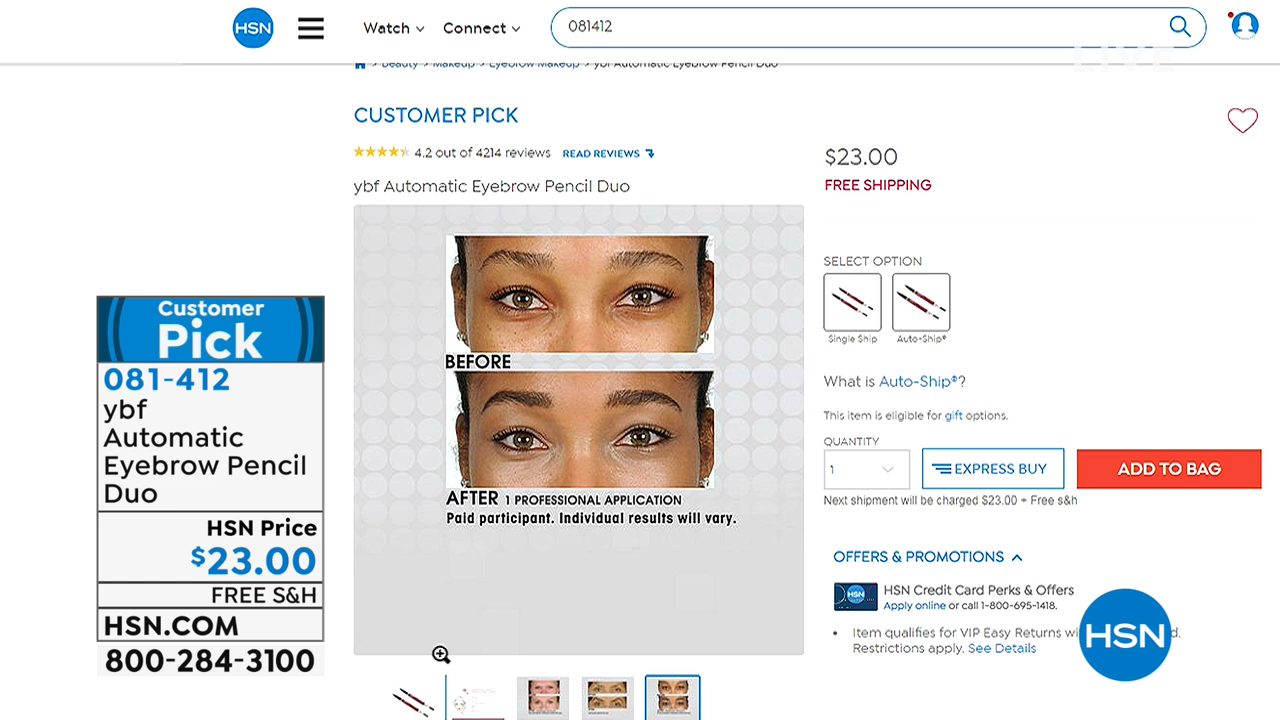 HSN
Watch
Connect
081412
LIVE
> Beauty > Makeup > Eyebrow Makeup > ybf Automatic Eyebrow Pencil Duo
CUSTOMER PICK
4.2 out of 4214 reviews READ REVIEWS
ybf Automatic Eyebrow Pencil Duo
BEFORE
AFTER 1 PROFESSIONAL APPLICATION
Paid participant. Individual results will vary.
$23.00
FREE SHIPPING
SELECT OPTION
Single Ship
Auto-Ship®
What is Auto-Ship®?
This item is eligible for gift options.
QUANTITY
1
EXPRESS BUY
ADD TO BAG
Next shipment will be charged $23.00 + Free s&h
OFFERS & PROMOTIONS
HSN
HSN Credit Card Perks & Offers
Apply online or call 1-800-695-1418.
• Item qualifies for VIP Easy Returns
Restrictions apply. See Details
HSN
Customer
Pick
081-412
ybf
Automatic
Eyebrow Pencil
Duo
HSN Price
$23.00
FREE S&H
HSN.COM
800-284-3100